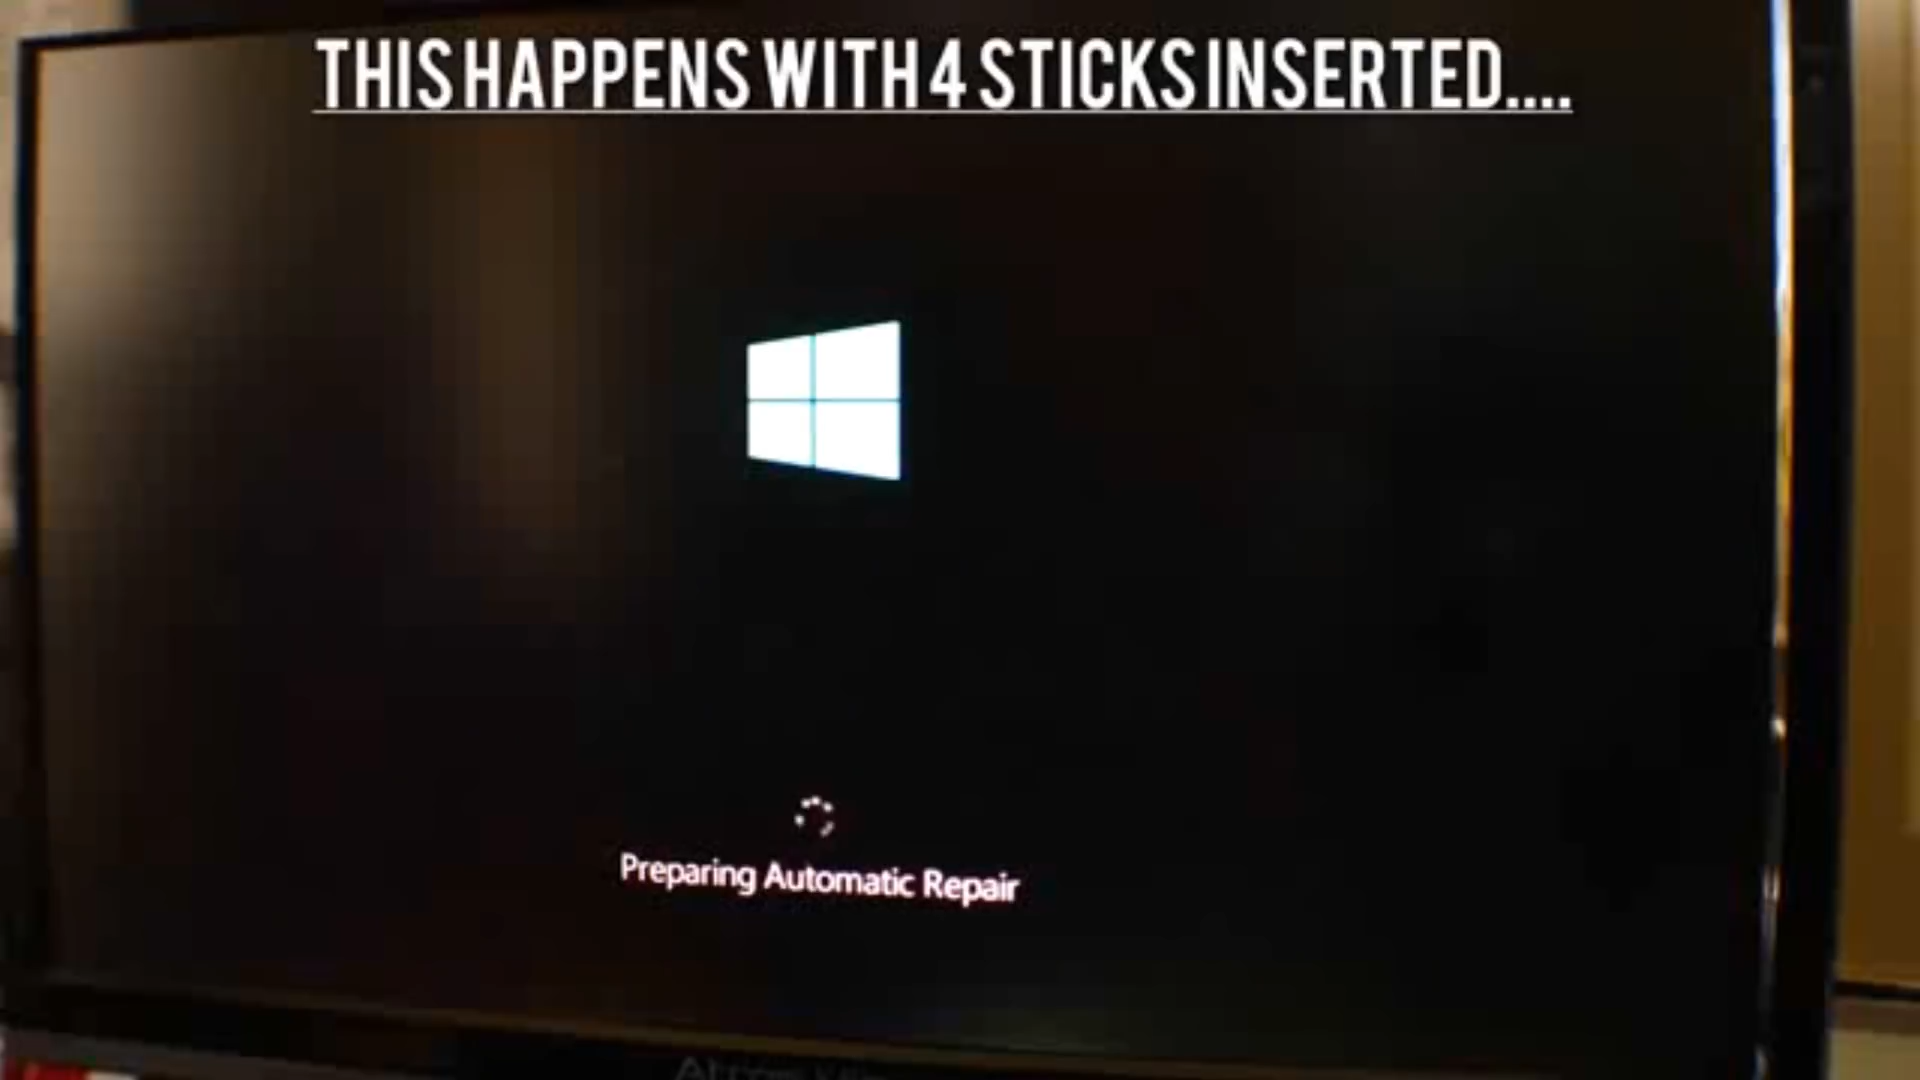 THIS HAPPENS WITH 4 STICKS INSERTED....
Preparing Automatic Repair